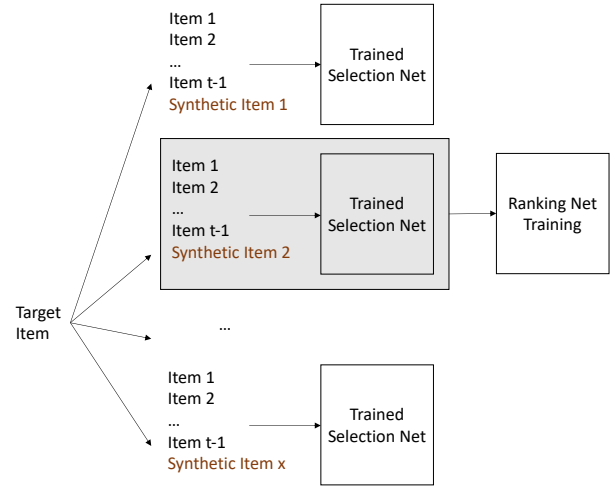 Item 1
Item 2
...
Item t-1
Synthetic Item 1
Trained
Selection Net
Item 1
Item 2
...
Item t-1
Synthetic Item 2
Trained
Selection Net
Ranking Net
Training
Target
Item
...
Item 1
Item 2
...
Item t-1
Synthetic Item x
Trained
Selection Net